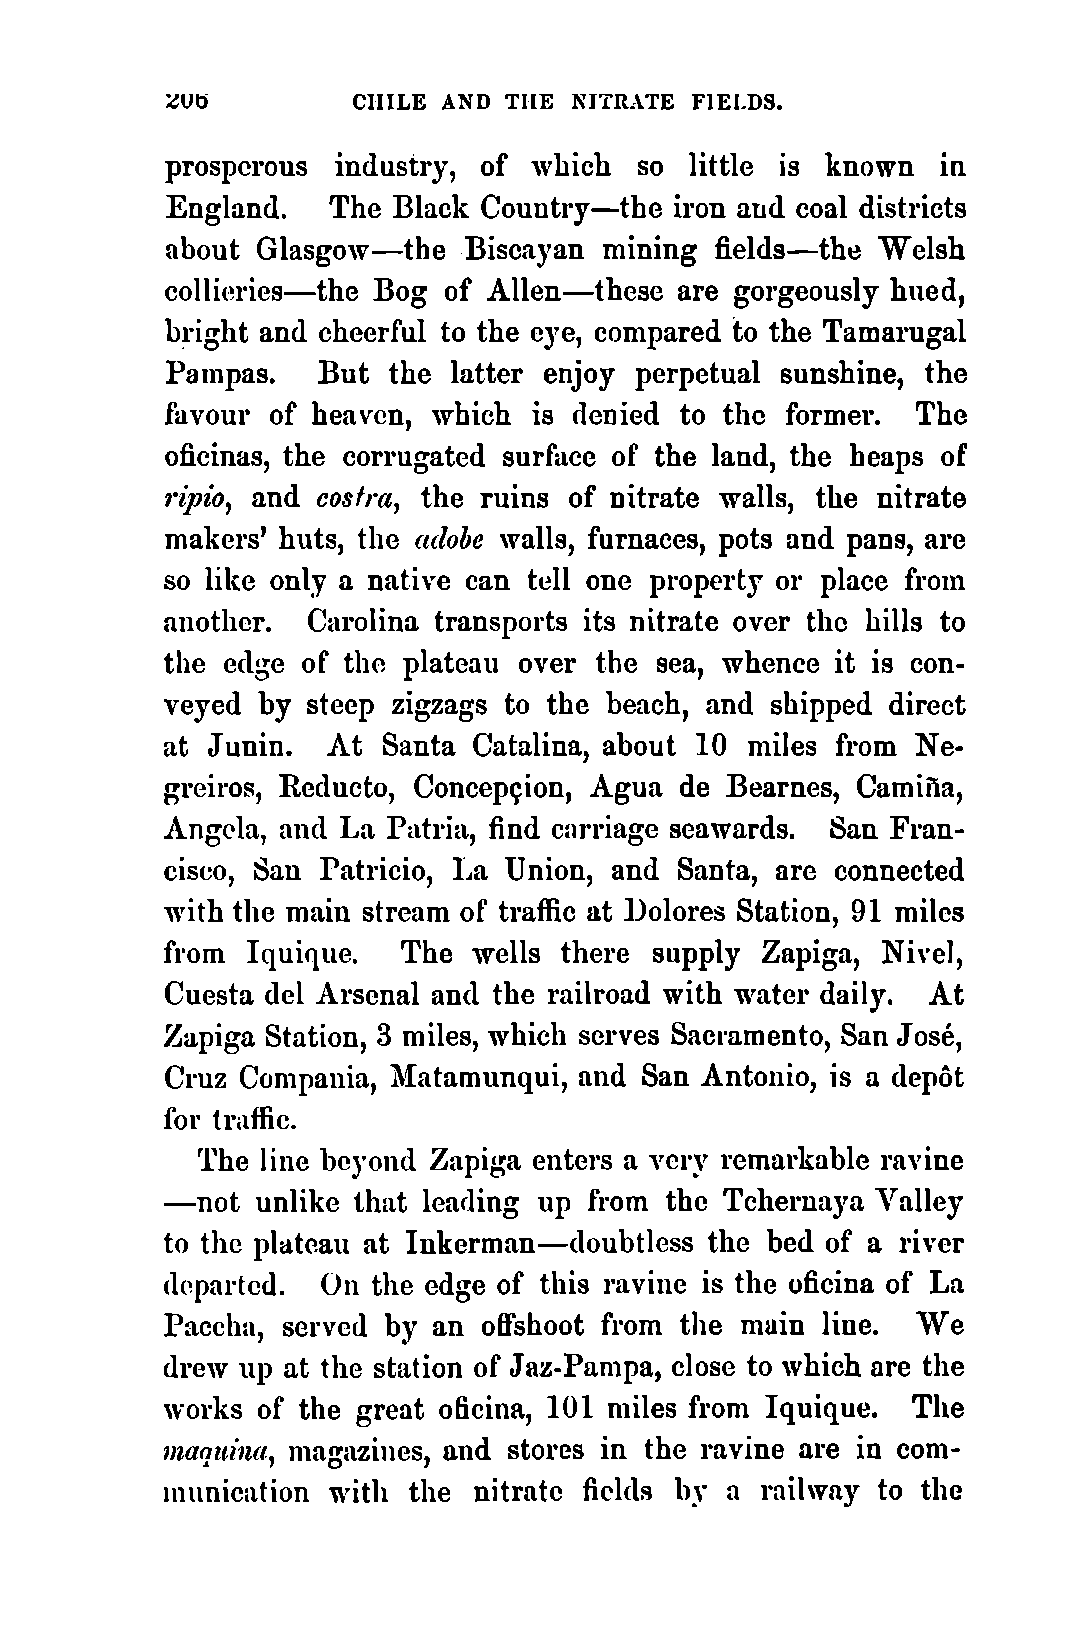 206 CHILE AND THE NITRATE FIELDS.
prosperous industry, of which so little is known in
England. The Black Country—the iron and coal districts
about Glasgow—the Biscayan mining fields—the Welsh
collieries—the Bog of Allen—these are gorgeously hued,
bright and cheerful to the eye, compared to the Tamarugal
Pampas. But the latter enjoy perpetual sunshine, the
favour of heaven, which is denied to the former. The
oficinas, the corrugated surface of the land, the heaps of
ripio, and costra, the ruins of nitrate walls, the nitrate
makers' huts, the adobe walls, furnaces, pots and pans, are
so like only a native can tell one property or place from
another. Carolina transports its nitrate over the hills to
the edge of the plateau over the sea, whence it is con-
veyed by steep zigzags to the beach, and shipped direct
at Junin. At Santa Catalina, about 10 miles from Ne-
greiros, Reducto, Concepçion, Agua de Bearnes, Camiña,
Angela, and La Patria, find carriage seawards. San Fran-
cisco, San Patricio, La Union, and Santa, are connected
with the main stream of traffic at Dolores Station, 91 miles
from Iquique. The wells there supply Zapiga, Nivel,
Cuesta del Arsenal and the railroad with water daily. At
Zapiga Station, 3 miles, which serves Sacramento, San José,
Cruz Compania, Matamunqui, and San Antonio, is a depôt
for traffic.
The line beyond Zapiga enters a very remarkable ravine
—not unlike that leading up from the Tchernaya Valley
to the plateau at Inkerman—doubtless the bed of a river
departed. On the edge of this ravine is the oficina of La
Paccha, served by an offshoot from the main line. We
drew up at the station of Jaz-Pampa, close to which are the
works of the great oficina, 101 miles from Iquique. The
maquina, magazines, and stores in the ravine are in com-
munication with the nitrate fields by a railway to the